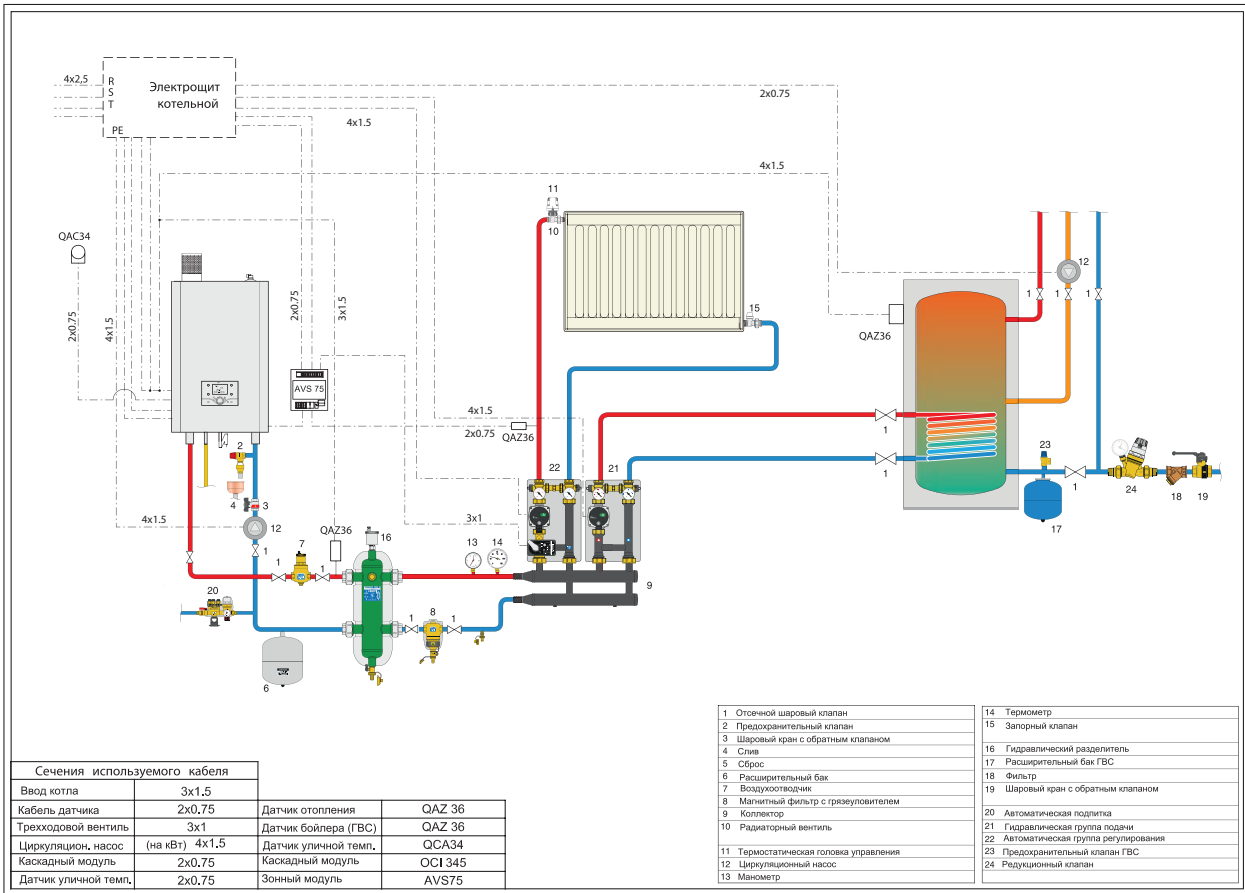 4x2,5
R
S
T
PE
Электрощит
котельной
2x0.75
4x1.5
4x1.5
QAC34
2x0.75
4x1.5
2x0.75
3x1.5
AVS 75
11
10
15
12
1
1
1
QAZ36
4x1.5
2x0.75
QAZ36
1
1
22
21
23
1
24
18
19
17
2
4
3
12
4x1.5
1
QAZ36
7
1
1
16
3x1
13
14
9
20
6
1
8
1
Сечения используемого кабеля
Ввод котла 3x1.5
Кабель датчика 2x0.75 Датчик отопления QAZ 36
Трехходовой вентиль 3x1 Датчик бойлера (ГВС) QAZ 36
Циркуляцион. насос (на кВт) 4x1.5 Датчик уличной темп. QCA34
Каскадный модуль 2x0.75 Каскадный модуль OCI 345
Датчик уличной темп. 2x0.75 Зонный модуль AVS75
1 Отсечной шаровый клапан
2 Предохранительный клапан
3 Шаровый кран с обратным клапаном
4 Слив
5 Сброс
6 Расширительный бак
7 Воздухоотводчик
8 Магнитный фильтр с грязеуловителем
9 Коллектор
10 Радиаторный вентиль
11 Термостатическая головка управления
12 Циркуляционный насос
13 Манометр
14 Термометр
15 Запорный клапан
16 Гидравлический разделитель
17 Расширительный бак ГВС
18 Фильтр
19 Шаровый кран с обратным клапаном
20 Автоматическая подпитка
21 Гидравлическая группа подачи
22 Автоматическая группа регулирования
23 Предохранительный клапан ГВС
24 Редукционный клапан